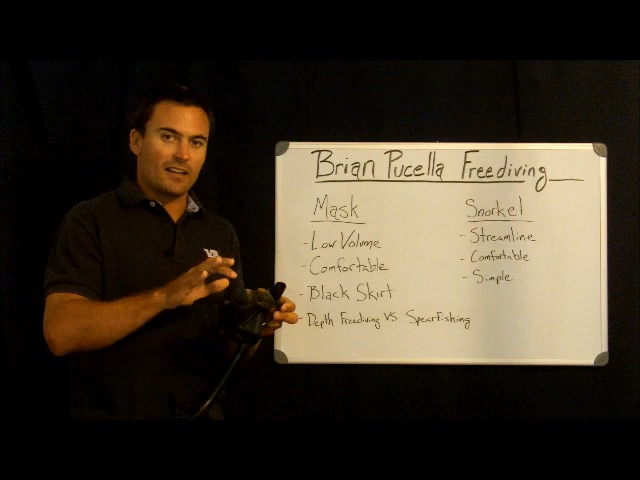 Brian Pucella Freediving
Mask
- Low Volume
- Comfortable
- Black Skirt
- Depth Freediving VS Spearfishing
Snorkel
- Streamline
- Comfortable
- Simple